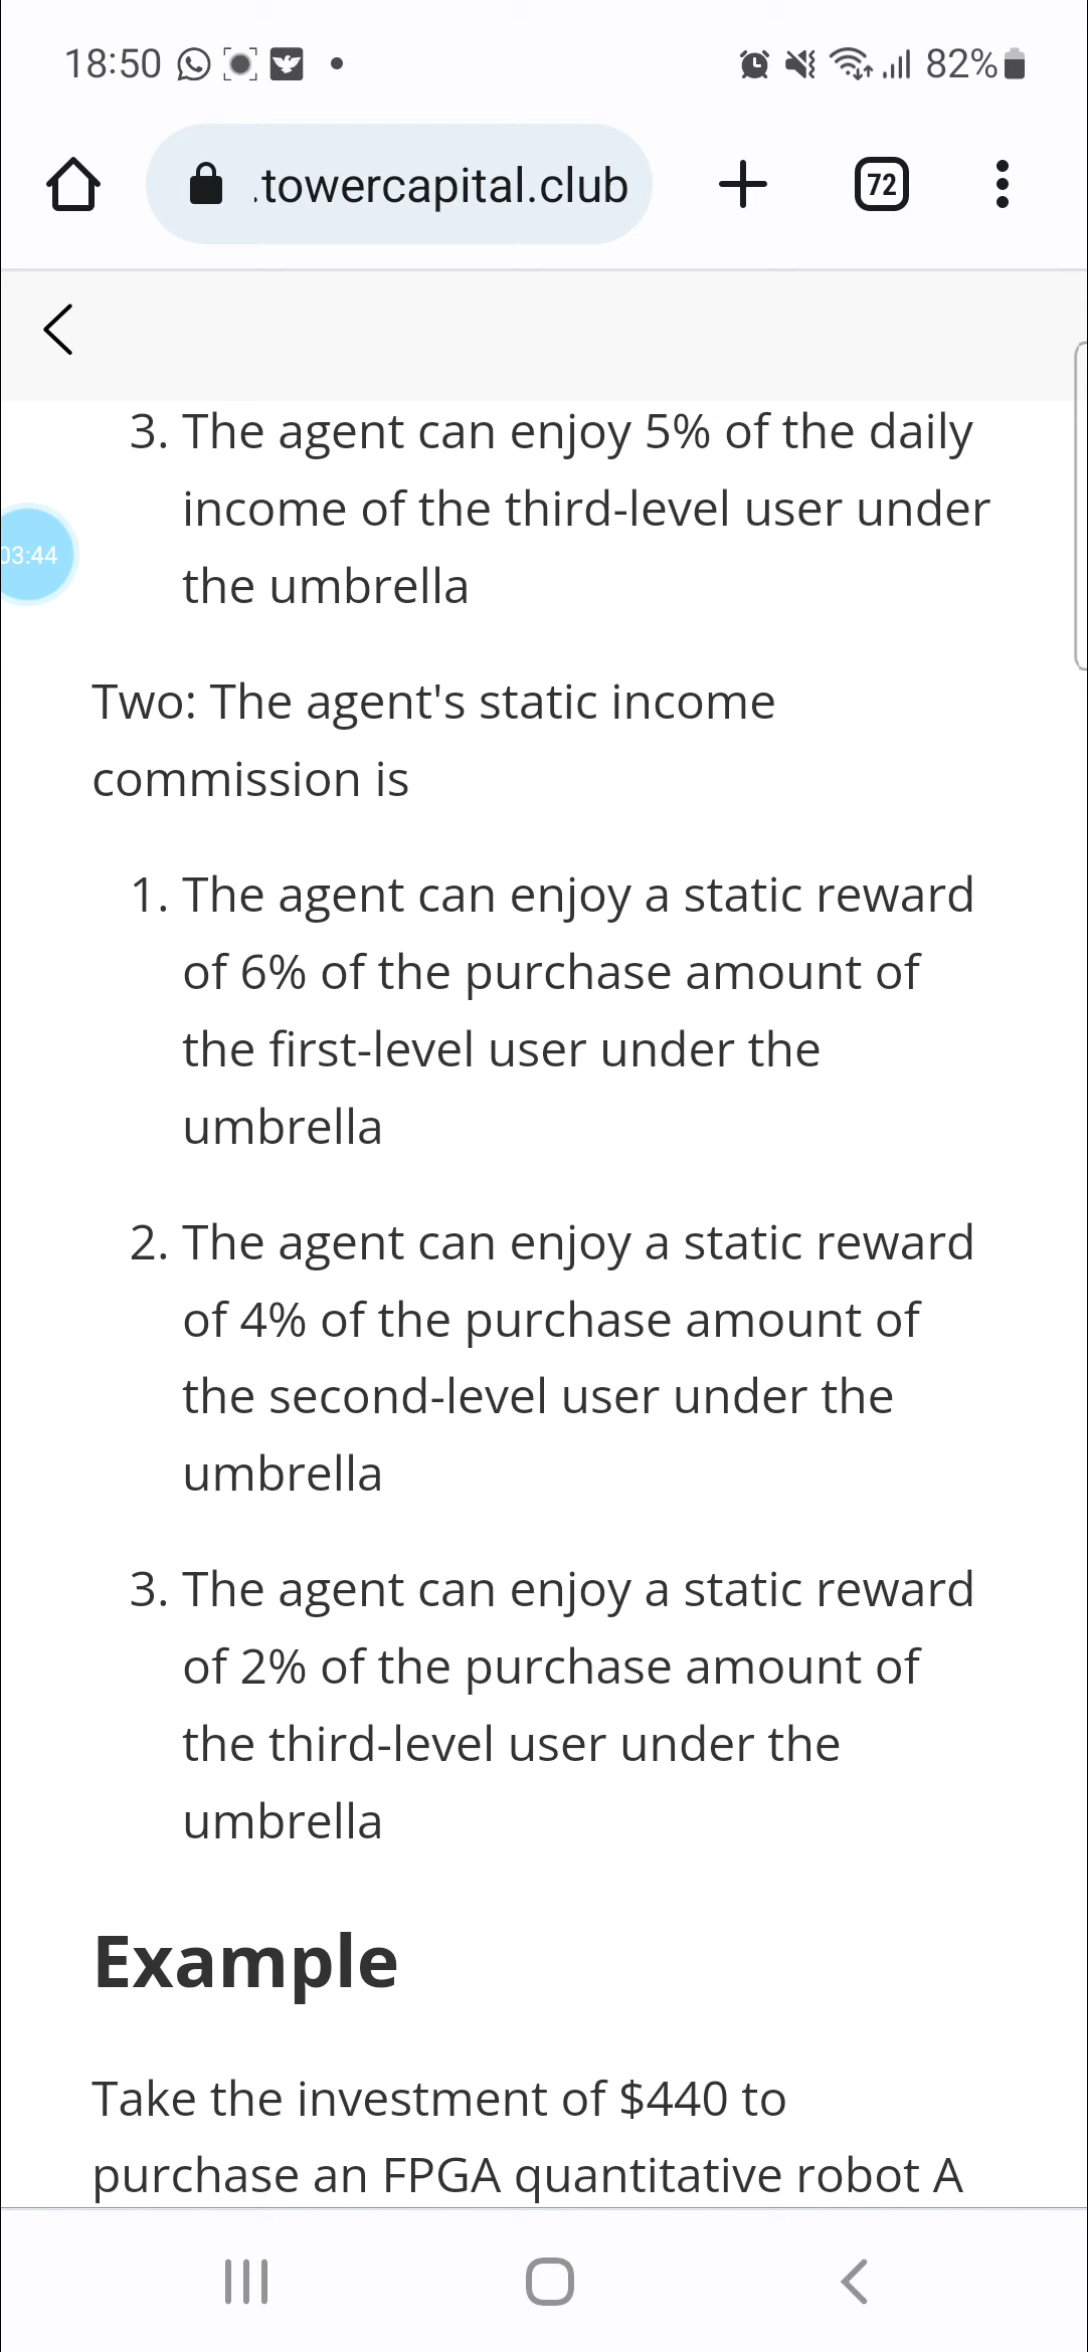 18:50
82%
.towercapital.club
72
3. The agent can enjoy 5% of the daily
income of the third-level user under
03:44
the umbrella
Two: The agent's static income
commission is
1. The agent can enjoy a static reward
of 6% of the purchase amount of
the first-level user under the
umbrella
2. The agent can enjoy a static reward
of 4% of the purchase amount of
the second-level user under the
umbrella
3. The agent can enjoy a static reward
of 2% of the purchase amount of
the third-level user under the
umbrella
Example
Take the investment of $440 to
purchase an FPGA quantitative robot A